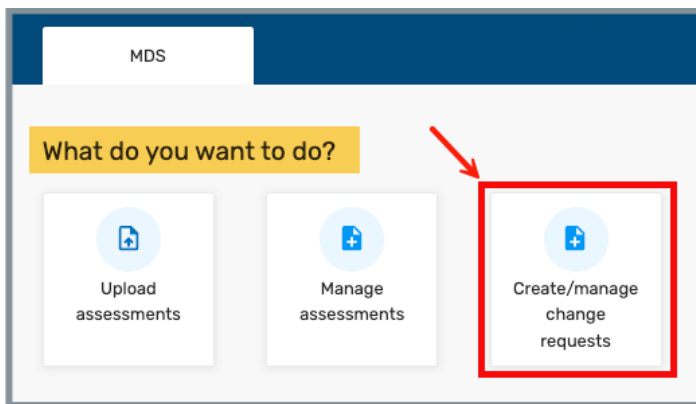 MDS
What do you want to do?
Upload
assessments
Manage
assessments
Create/manage
change
requests